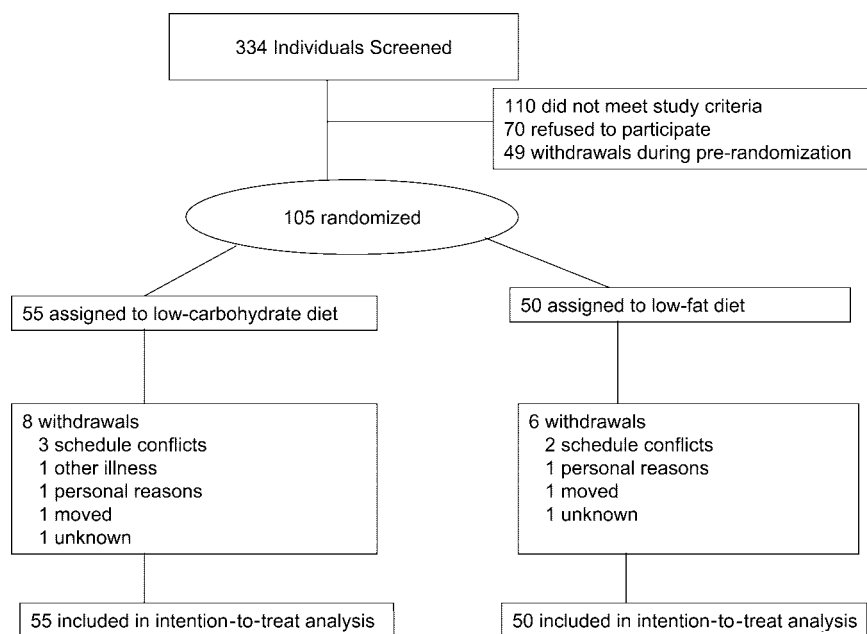 334 Individuals Screened
110 did not meet study criteria
70 refused to participate
49 withdrawals during pre-randomization
105 randomized
55 assigned to low-carbohydrate diet
50 assigned to low-fat diet
8 withdrawals
3 schedule conflicts
1 other illness
1 personal reasons
1 moved
1 unknown
6 withdrawals
2 schedule conflicts
1 personal reasons
1 moved
1 unknown
55 included in intention-to-treat analysis
50 included in intention-to-treat analysis